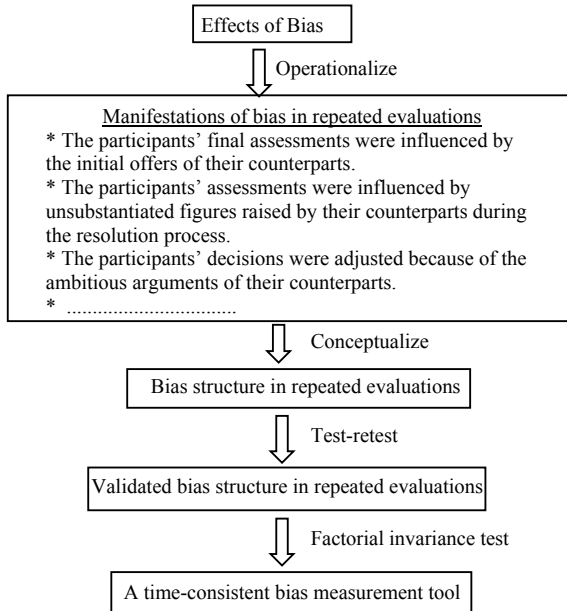 Effects of Bias
Operationalize
Manifestations of bias in repeated evaluations
* The participants’ final assessments were influenced by
the initial offers of their counterparts.
* The participants’ assessments were influenced by
unsubstantiated figures raised by their counterparts during
the resolution process.
* The participants’ decisions were adjusted because of the
ambitious arguments of their counterparts.
* .................................
Conceptualize
Bias structure in repeated evaluations
Test-retest
Validated bias structure in repeated evaluations
Factorial invariance test
A time-consistent bias measurement tool